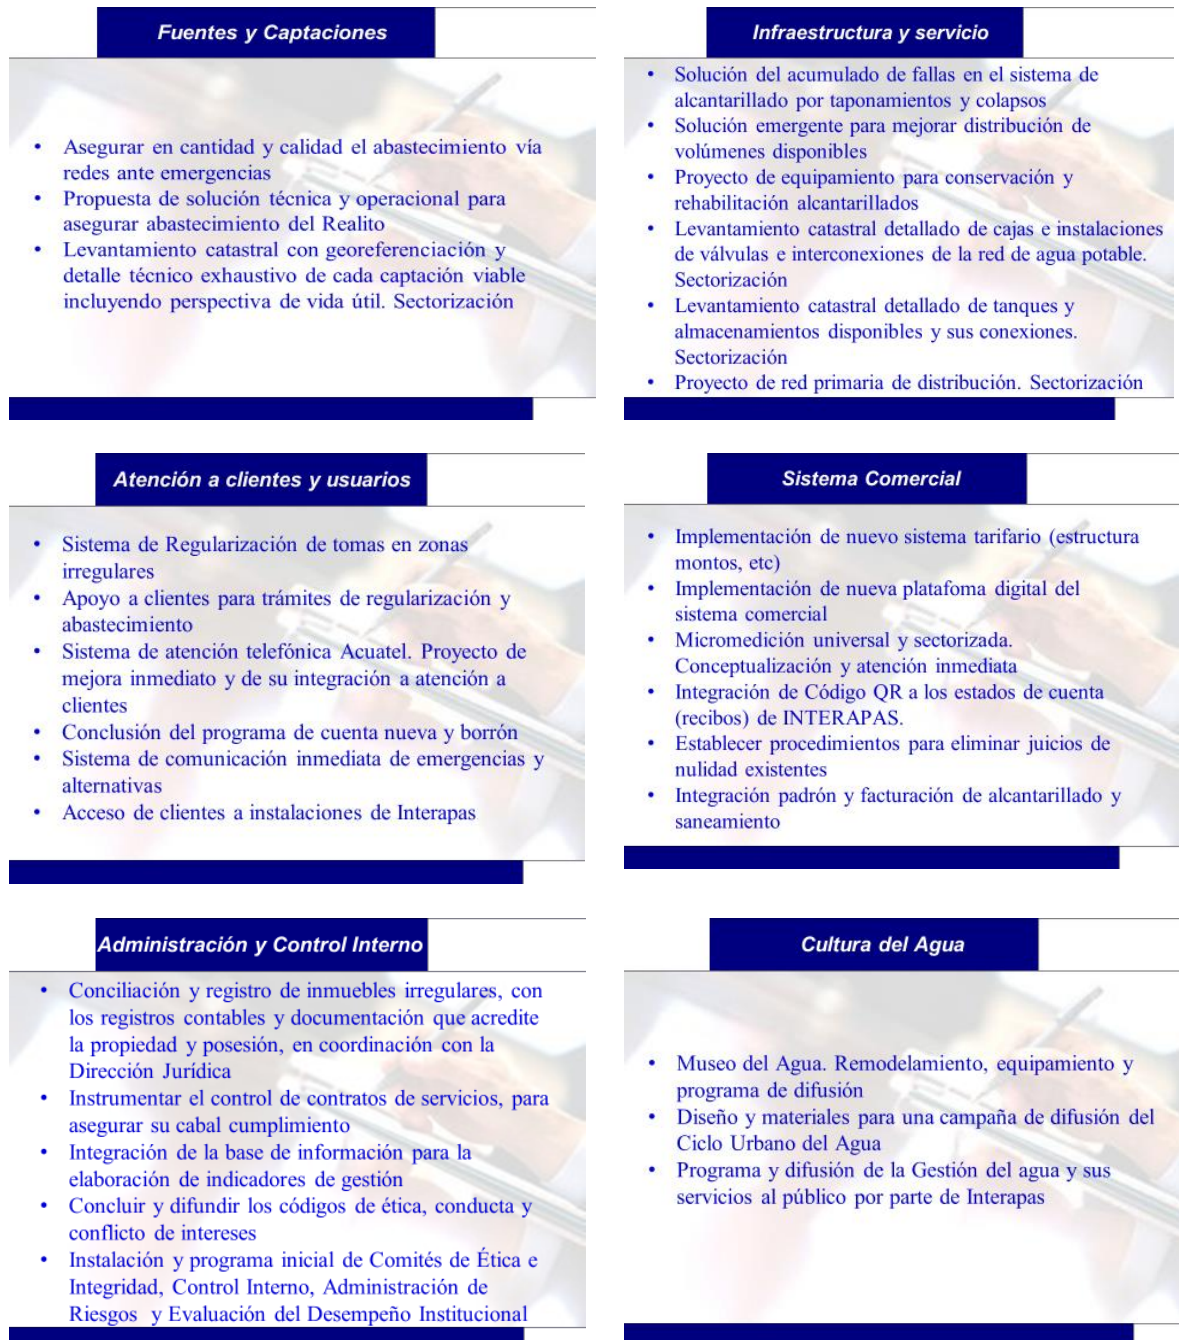 Fuentes y Captaciones
• Asegurar en cantidad y calidad el abastecimiento vía
redes ante emergencias
• Propuesta de solución técnica y operacional para
asegurar abastecimiento del Realito
• Levantamiento catastral con georeferenciación y
detalle técnico exhaustivo de cada captación viable
incluyendo perspectiva de vida útil. Sectorización
Infraestructura y servicio
• Solución del acumulado de fallas en el sistema de
alcantarillado por taponamientos y colapsos
• Solución emergente para mejorar distribución de
volúmenes disponibles
• Proyecto de equipamiento para conservación y
rehabilitación alcantarillados
• Levantamiento catastral detallado de cajas e instalaciones
de válvulas e interconexiones de la red de agua potable.
Sectorización
• Levantamiento catastral detallado de tanques y
almacenamientos disponibles y sus conexiones.
Sectorización
• Proyecto de red primaria de distribución. Sectorización
Atención a clientes y usuarios
• Sistema de Regularización de tomas en zonas
irregulares
• Apoyo a clientes para trámites de regularización y
abastecimiento
• Sistema de atención telefónica Acuatel. Proyecto de
mejora inmediato y de su integración a atención a
clientes
• Conclusión del programa de cuenta nueva y borrón
• Sistema de comunicación inmediata de emergencias y
alternativas
• Acceso de clientes a instalaciones de Interapas
Sistema Comercial
• Implementación de nuevo sistema tarifario (estructura
montos, etc)
• Implementación de nueva platafoma digital del
sistema comercial
• Micromedición universal y sectorizada.
Conceptualización y atención inmediata
• Integración de Código QR a los estados de cuenta
(recibos) de INTERAPAS.
• Establecer procedimientos para eliminar juicios de
nulidad existentes
• Integración padrón y facturación de alcantarillado y
saneamiento
Administración y Control Interno
• Conciliación y registro de inmuebles irregulares, con
los registros contables y documentación que acredite
la propiedad y posesión, en coordinación con la
Dirección Jurídica
• Instrumentar el control de contratos de servicios, para
asegurar su cabal cumplimiento
• Integración de la base de información para la
elaboración de indicadores de gestión
• Concluir y difundir los códigos de ética, conducta y
conflicto de intereses
• Instalación y programa inicial de Comités de Ética e
Integridad, Control Interno, Administración de
Riesgos y Evaluación del Desempeño Institucional
Cultura del Agua
• Museo del Agua. Remodelamiento, equipamiento y
programa de difusión
• Diseño y materiales para una campaña de difusión del
Ciclo Urbano del Agua
• Programa y difusión de la Gestión del agua y sus
servicios al público por parte de Interapas